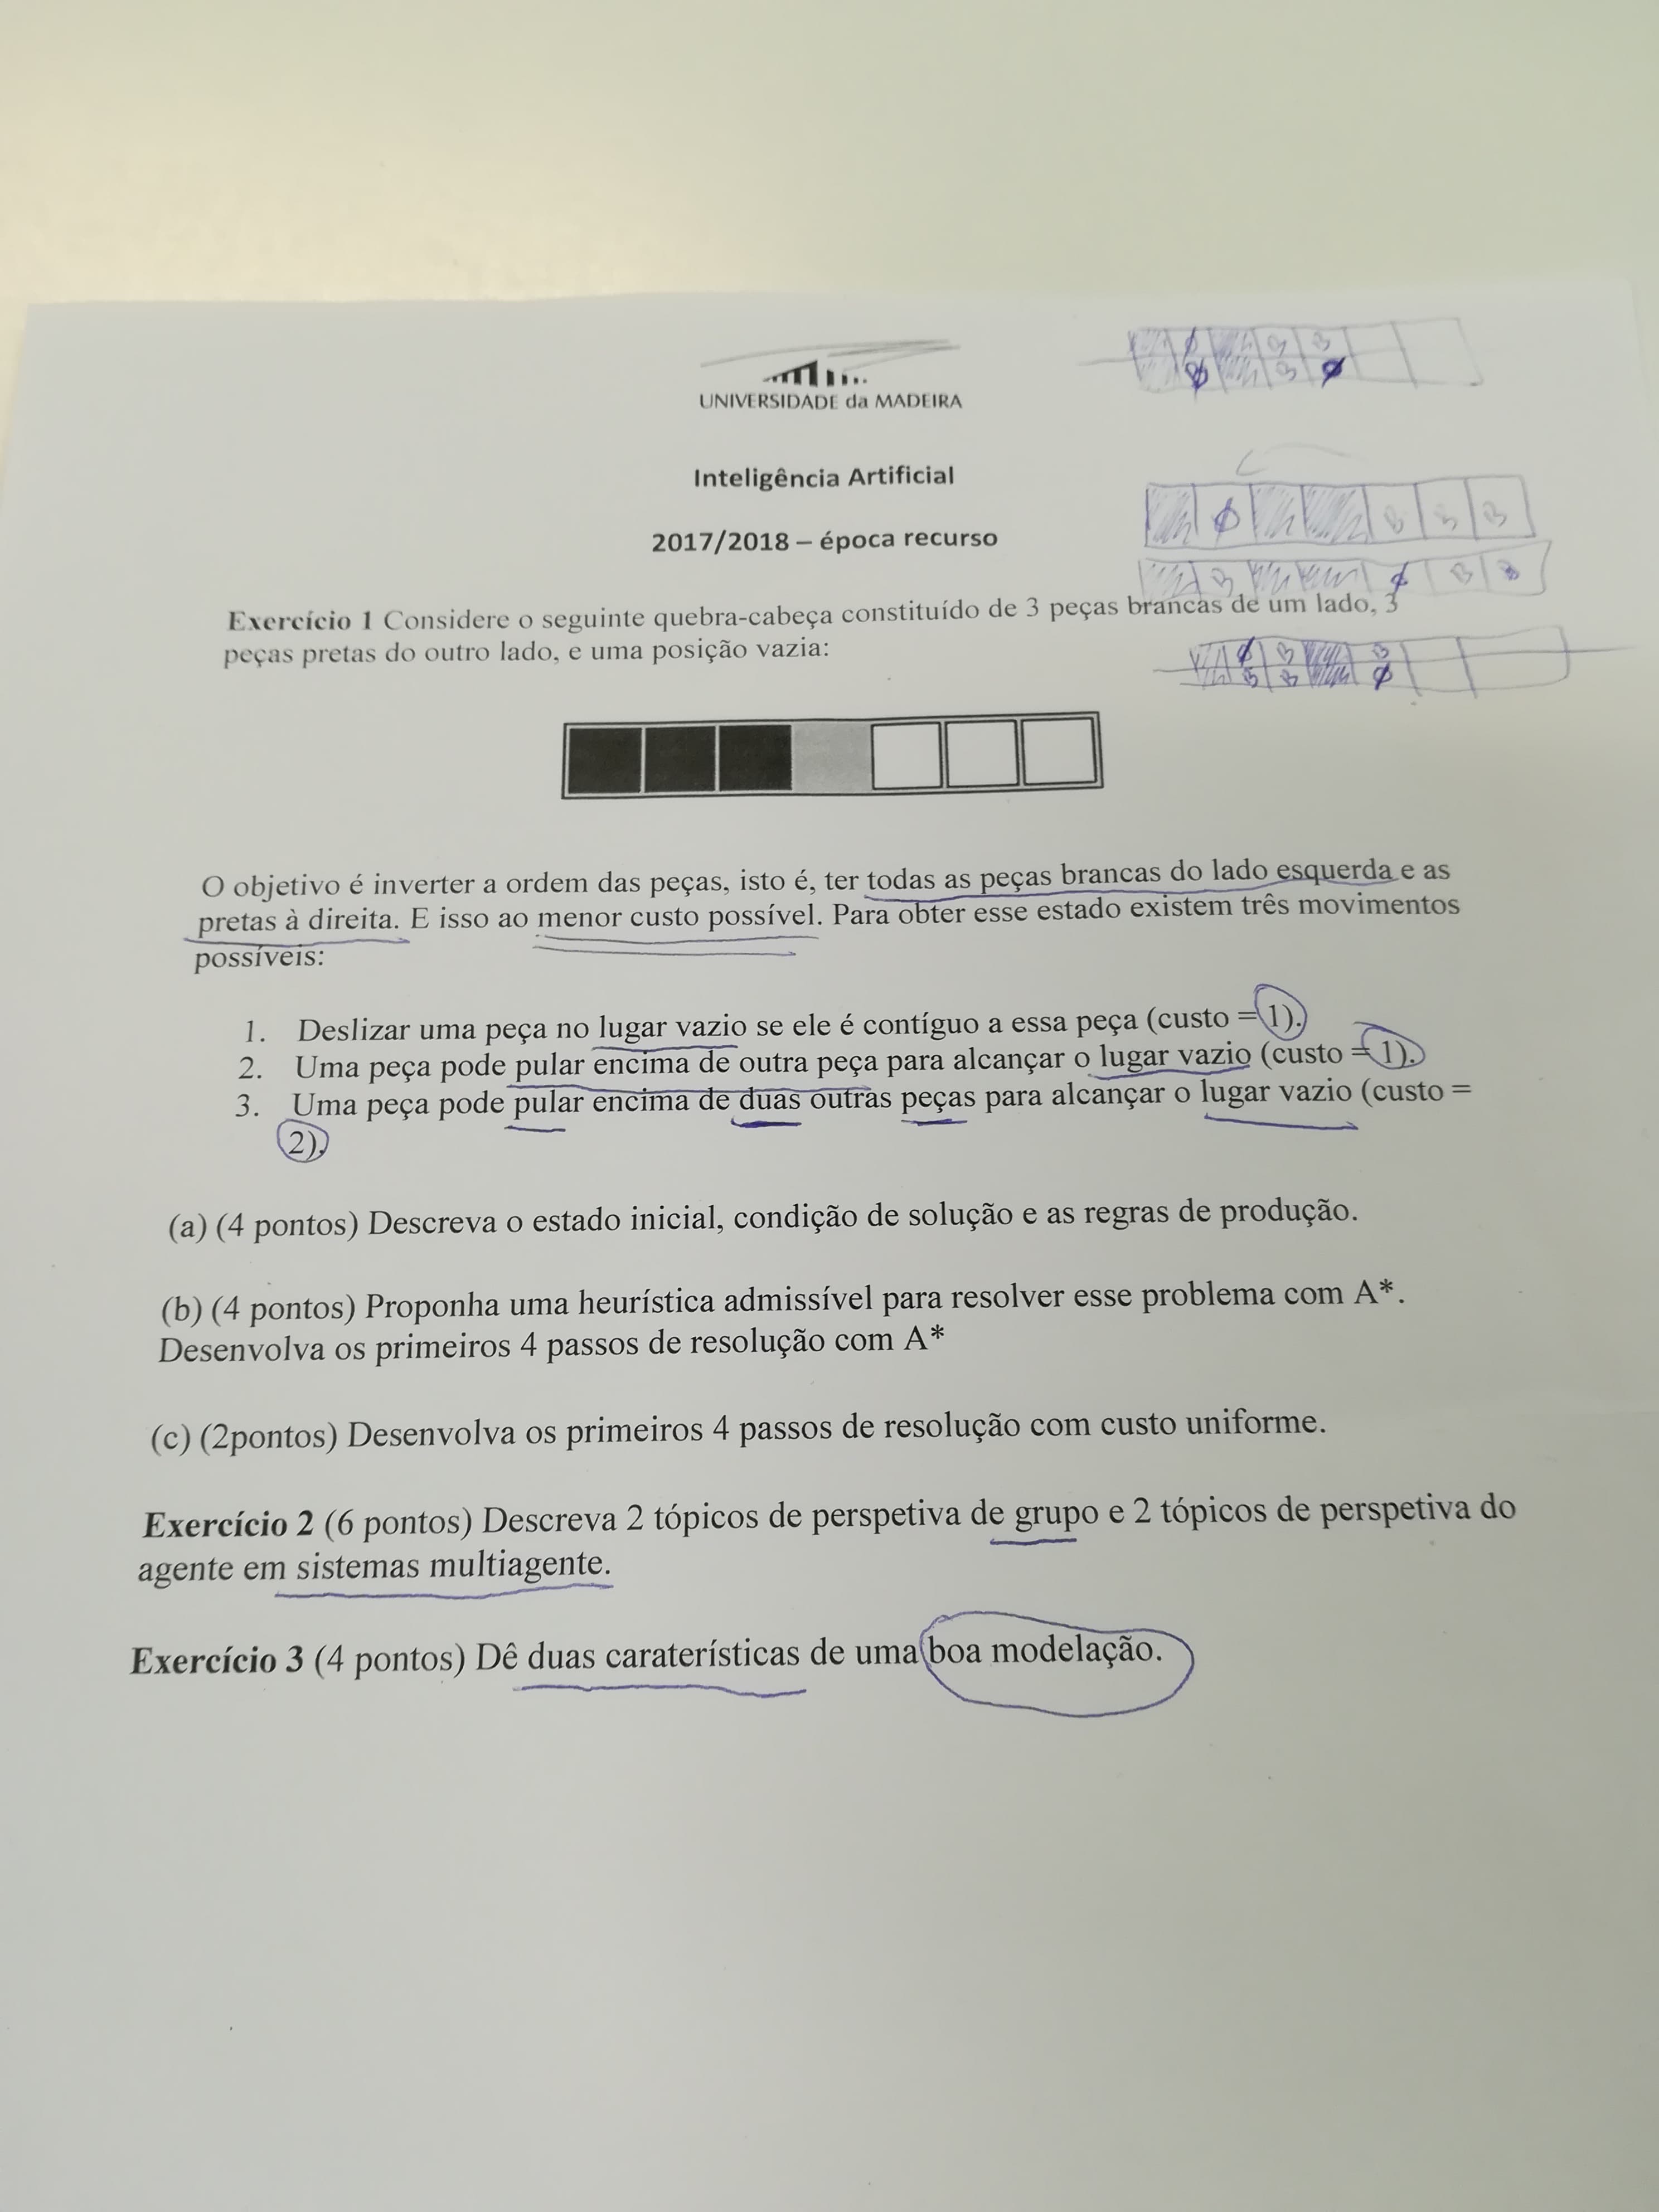 UNIVERSIDADE da MADEIRA
Inteligência Artificial
2017/2018 – época recurso
Exercício 1 Considere o seguinte quebra-cabeça constituído de 3 peças brancas de um lado, 3
peças pretas do outro lado, e uma posição vazia:
O objetivo é inverter a ordem das peças, isto é, ter todas as peças brancas do lado esquerda e as
pretas à direita. E isso ao menor custo possível. Para obter esse estado existem três movimentos
possíveis:
1. Deslizar uma peça no lugar vazio se ele é contíguo a essa peça (custo = 1).
2. Uma peça pode pular encima de outra peça para alcançar o lugar vazio (custo = 1).
3. Uma peça pode pular encima de duas outras peças para alcançar o lugar vazio (custo =
2).
(a) (4 pontos) Descreva o estado inicial, condição de solução e as regras de produção.
(b) (4 pontos) Proponha uma heurística admissível para resolver esse problema com A*.
Desenvolva os primeiros 4 passos de resolução com A*
(c) (2pontos) Desenvolva os primeiros 4 passos de resolução com custo uniforme.
Exercício 2 (6 pontos) Descreva 2 tópicos de perspetiva de grupo e 2 tópicos de perspetiva do
agente em sistemas multiagente.
Exercício 3 (4 pontos) Dê duas caraterísticas de uma boa modelação.